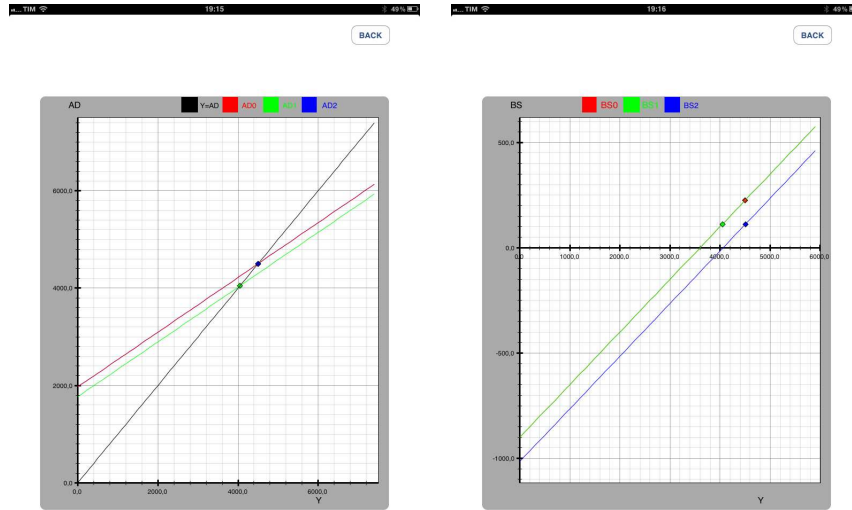 TIM 19:15 49 %
BACK
AD Y=AD AD0 AD1 AD2
6000,0
4000,0
2000,0
0,0
0,0 2000,0 4000,0 6000,0
Y
TIM 19:16 49 %
BACK
BS BS0 BS1 BS2
500,0
0,0
0,0 1000,0 2000,0 3000,0 4000,0 5000,0 6000,0
-500,0
-1000,0
Y